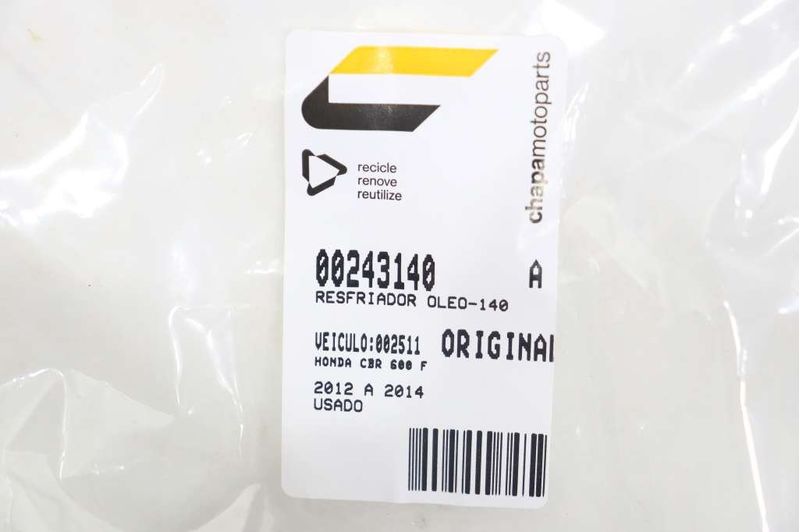 chapamotoparts
recicle
renove
reutilize
00243140 A
RESFRIADOR OLEO-140
VEICULO:002511 ORIGINAL
HONDA CBR 600 F
2012 A 2014
USADO